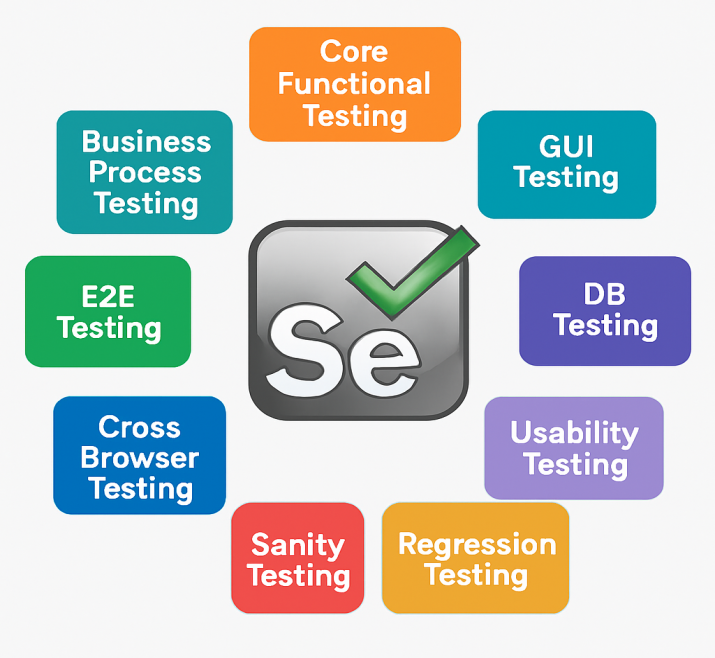 Core
Functional
Testing
Business
Process
Testing
GUI
Testing
E2E
Testing
Se
DB
Testing
Cross
Browser
Testing
Usability
Testing
Sanity
Testing
Regression
Testing